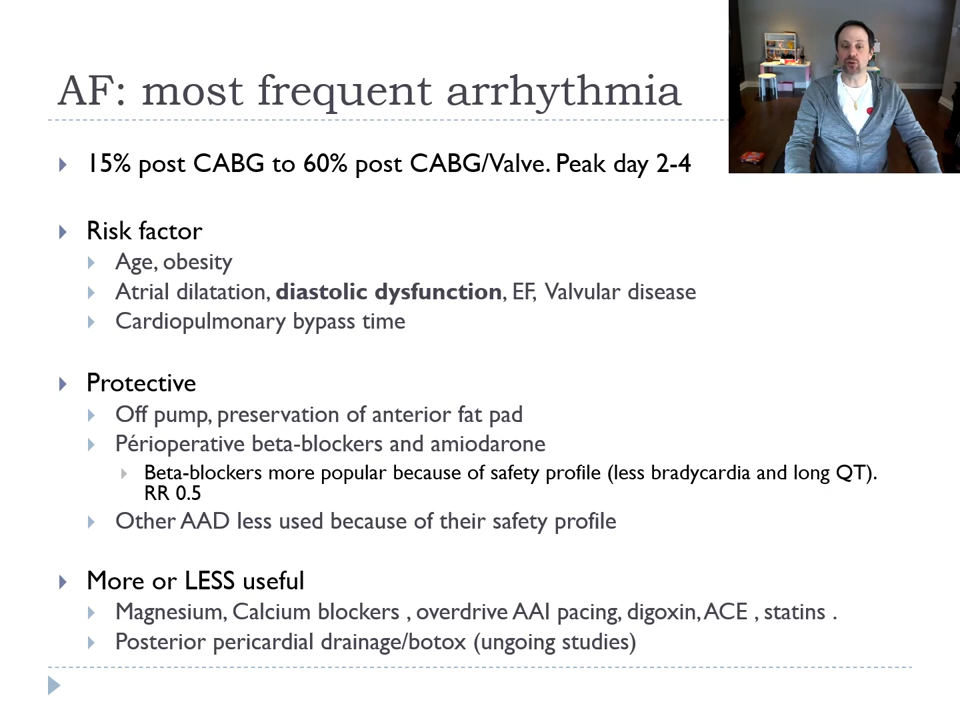 AF: most frequent arrhythmia
15% post CABG to 60% post CABG/Valve. Peak day 2-4
Risk factor
Age, obesity
Atrial dilatation, diastolic dysfunction, EF, Valvular disease
Cardiopulmonary bypass time
Protective
Off pump, preservation of anterior fat pad
Périoperative beta-blockers and amiodarone
Beta-blockers more popular because of safety profile (less bradycardia and long QT).
RR 0.5
Other AAD less used because of their safety profile
More or LESS useful
Magnesium, Calcium blockers , overdrive AAI pacing, digoxin, ACE , statins .
Posterior pericardial drainage/botox (ungoing studies)